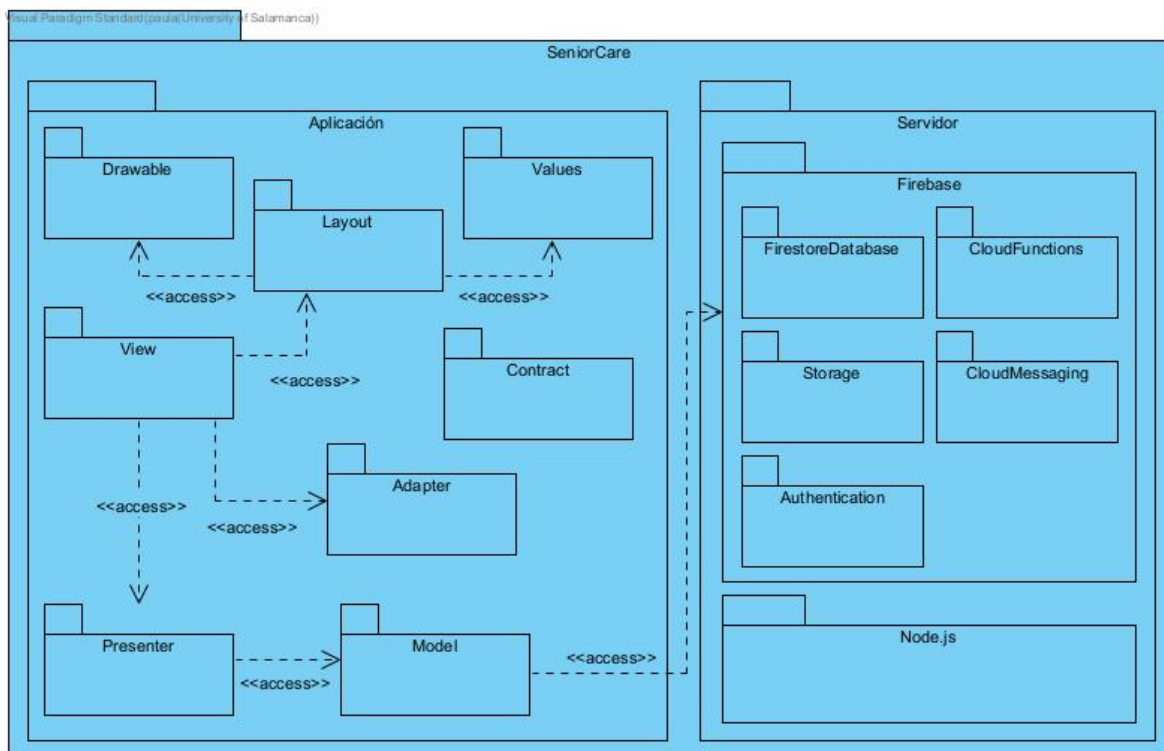 Visual Paradigm Standard(paula(University of Salamanca))
SeniorCare
Aplicación
Drawable
Values
Layout
<<access>>
<<access>>
View
<<access>>
Contract
Adapter
<<access>>
<<access>>
Presenter
Model
<<access>>
<<access>>
Servidor
Firebase
FirestoreDatabase
CloudFunctions
Storage
CloudMessaging
Authentication
Node.js